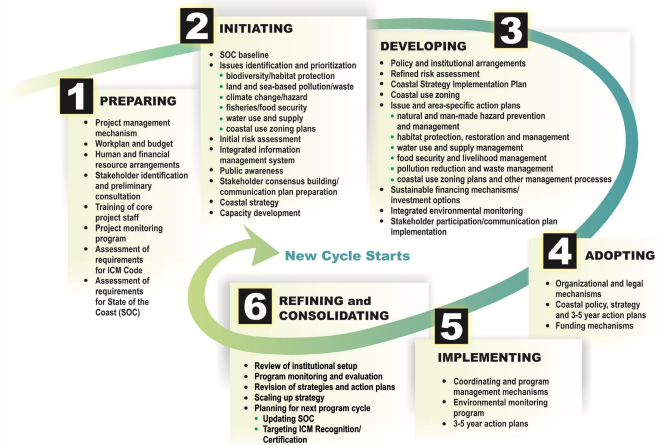 1
PREPARING
• Project management
mechanism
• Workplan and budget
• Human and financial
resource arrangements
• Stakeholder identification
and preliminary
consultation
• Training of core
project staff
• Project monitoring
program
• Assessment of
requirements
for ICM Code
• Assessment of
requirements
for State of the
Coast (SOC)
2
INITIATING
• SOC baseline
• Issues identification and prioritization
• biodiversity/habitat protection
• land and sea-based pollution/waste
• climate change/hazard
• fisheries/food security
• water use and supply
• coastal use zoning plans
• Initial risk assessment
• Integrated information
management system
• Public awareness
• Stakeholder consensus building/
communication plan preparation
• Coastal strategy
• Capacity development
3
DEVELOPING
• Policy and institutional arrangements
• Refined risk assessment
• Coastal Strategy Implementation Plan
• Coastal use zoning
• Issue and area-specific action plans
• natural and man-made hazard prevention
and management
• habitat protection, restoration and management
• water use and supply management
• food security and livelihood management
• pollution reduction and waste management
• coastal use zoning plans and other management processes
• Sustainable financing mechanisms/
investment options
• Integrated environmental monitoring
• Stakeholder participation/communication plan
implementation
4
ADOPTING
• Organizational and legal
mechanisms
• Coastal policy, strategy
and 3-5 year action plans
• Funding mechanisms
5
IMPLEMENTING
• Coordinating and program
management mechanisms
• Environmental monitoring
program
• 3-5 year action plans
6
REFINING and
CONSOLIDATING
• Review of institutional setup
• Program monitoring and evaluation
• Revision of strategies and action plans
• Scaling up strategy
• Planning for next program cycle
• Updating SOC
• Targeting ICM Recognition/
Certification
New Cycle Starts